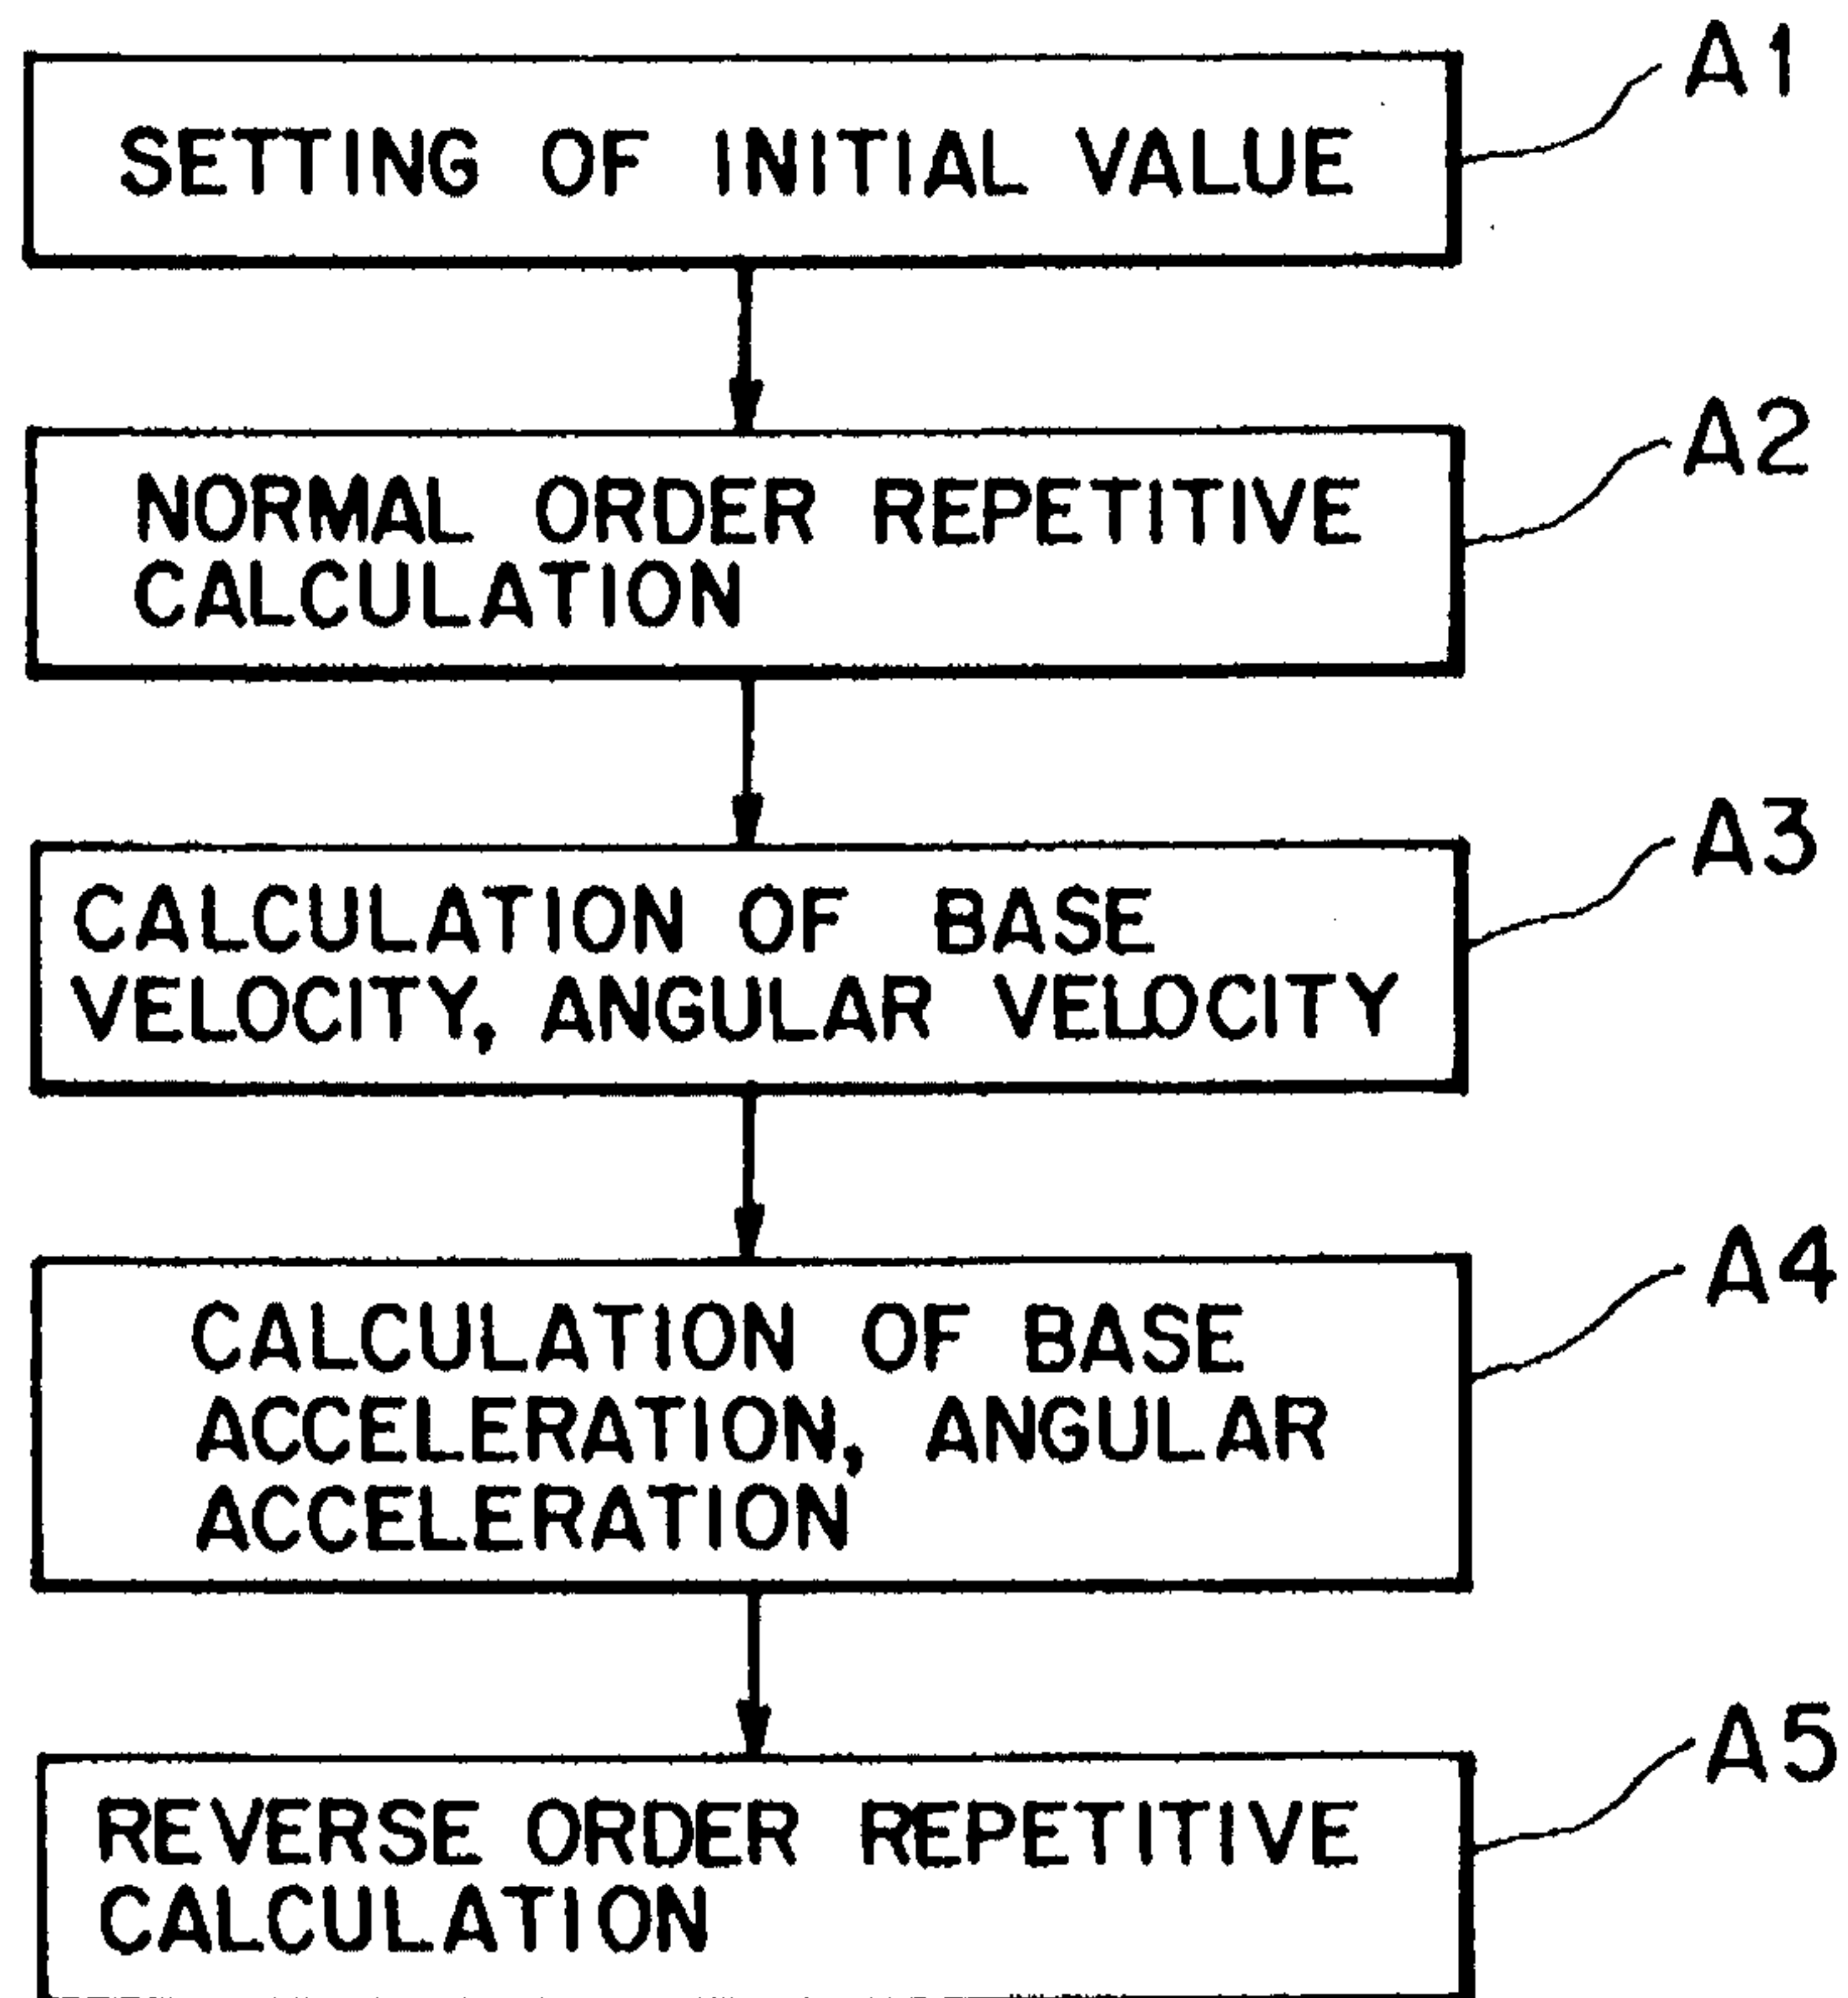 A1
SETTING OF INITIAL VALUE
A2
NORMAL ORDER REPETITIVE
CALCULATION
A3
CALCULATION OF BASE
VELOCITY, ANGULAR VELOCITY
A4
CALCULATION OF BASE
ACCELERATION, ANGULAR
ACCELERATION
A5
REVERSE ORDER REPETITIVE
CALCULATION